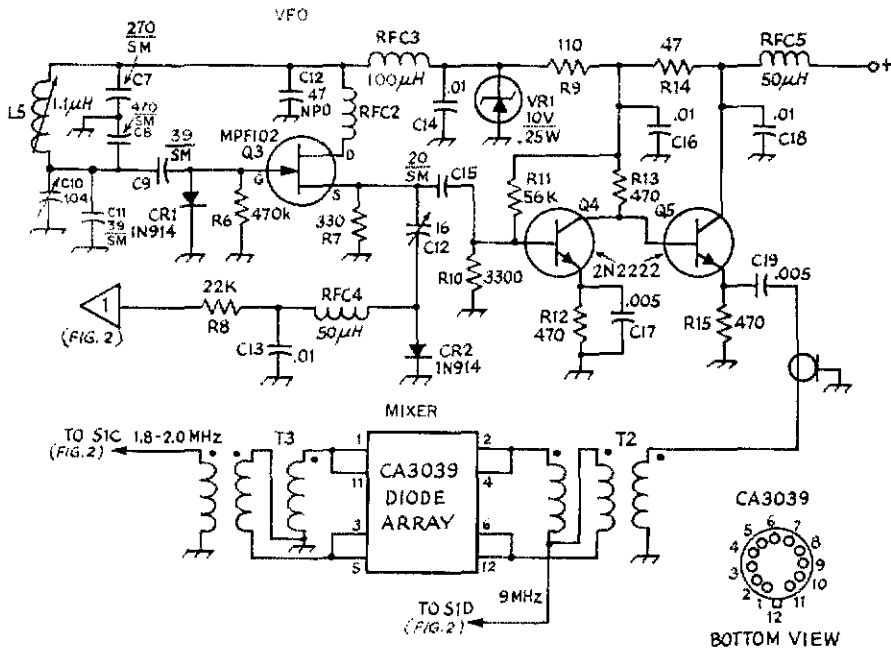 VFO
270
SM
C7
L5
1.1µH
470
SM
C8
C12
47
NPO
RFC3
100µH
RFC2
.01
C14
VR1
10V
.25W
110
R9
47
R14
RFC5
50µH
+
.01
C16
.01
C18
39
SM
C9
MPF102
Q3
D
G
S
20
SM
C15
R11
56K
R13
470
Q4
Q5
2N2222
C10
104
C11
39
SM
CR1
1N914
R6
470k
330
R7
16
C12
R10
3300
R12
470
.005
C17
C19
.005
R15
470
1
(FIG. 2)
22K
R8
RFC4
50µH
C13
.01
CR2
1N914
MIXER
TO S1C
(FIG. 2)
1.8-2.0 MHz
T3
1
11
3
5
CA3039
DIODE
ARRAY
2
4
6
12
T2
9MHz
TO S1D
(FIG. 2)
CA3039
1
2
3
4
5
6
7
8
9
10
11
12
BOTTOM VIEW